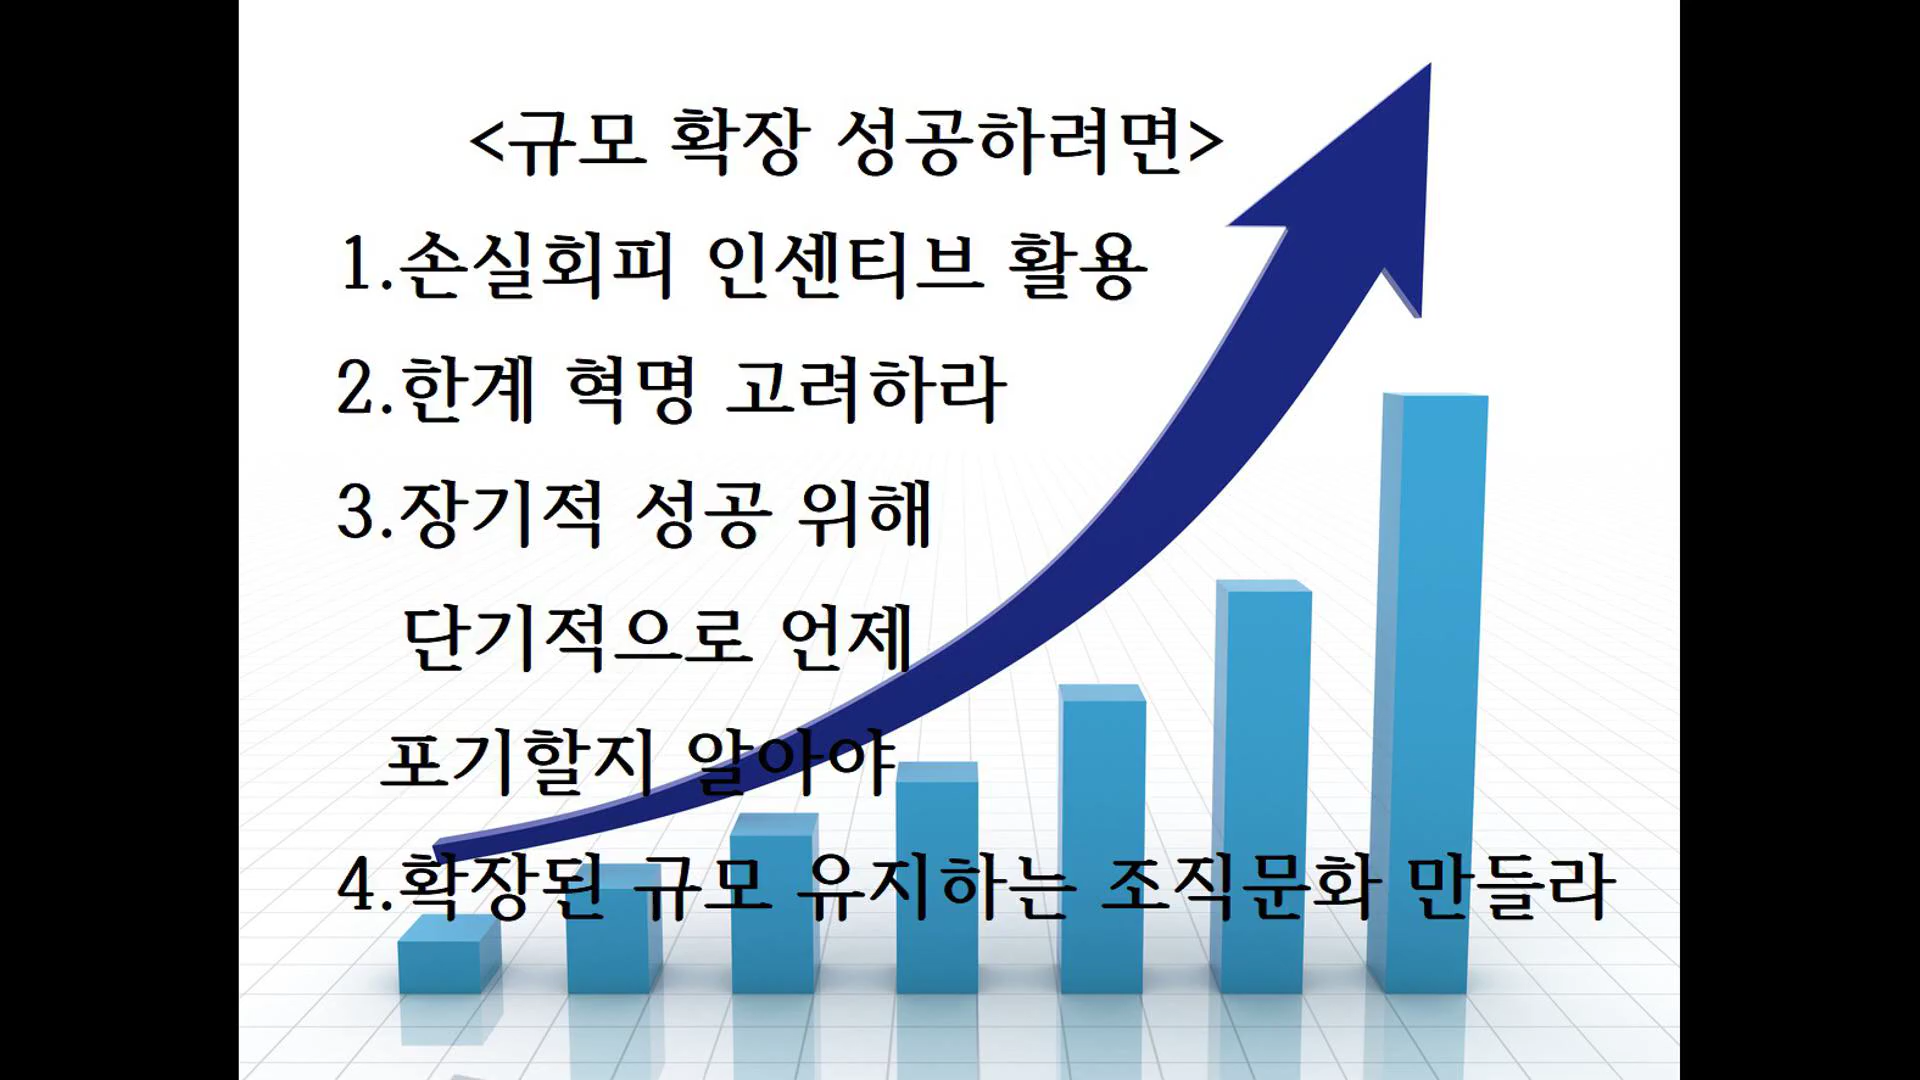 <규모 확장 성공하려면>
1.손실회피 인센티브 활용
2.한계 혁명 고려하라
3.장기적 성공 위해
단기적으로 언제
포기할지 알아야
4.확장된 규모 유지하는 조직문화 만들라